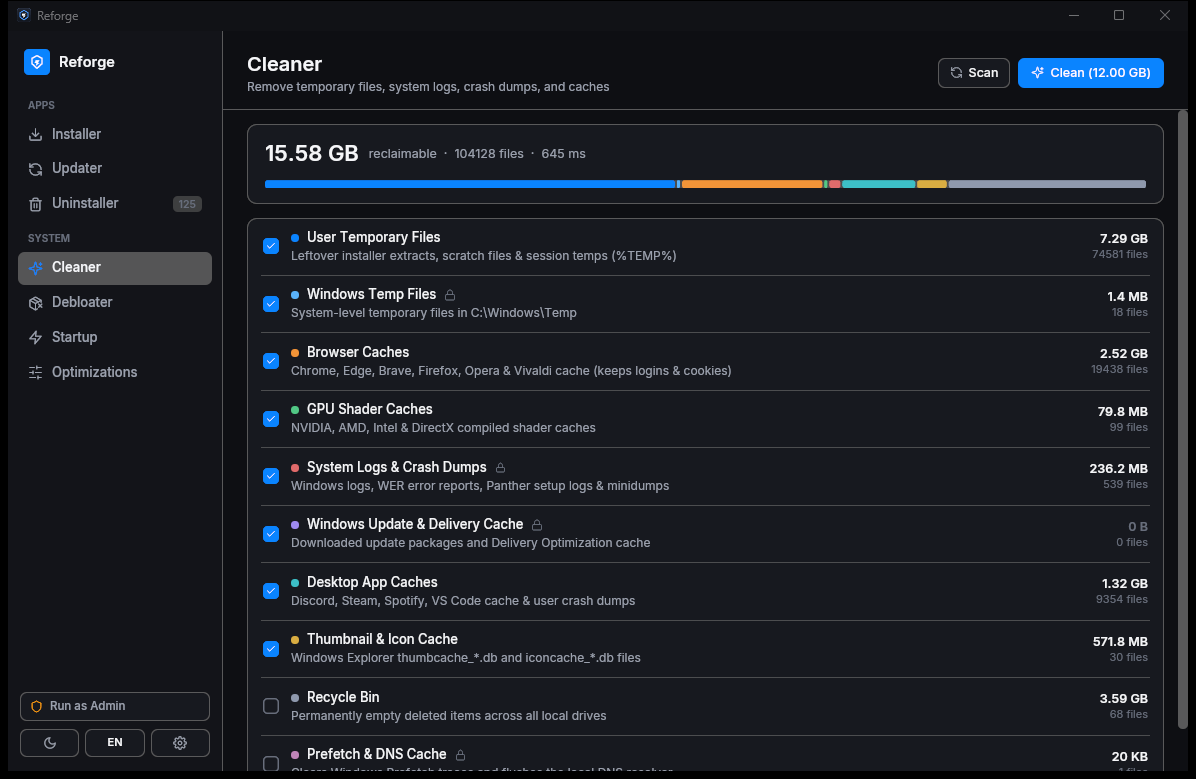 Reforge
Reforge
APPS
Installer
Updater
Uninstaller 125
SYSTEM
Cleaner
Debloater
Startup
Optimizations
Run as Admin
EN
Cleaner
Remove temporary files, system logs, crash dumps, and caches
Scan
Clean (12.00 GB)
15.58 GB reclaimable · 104128 files · 645 ms
User Temporary Files
Leftover installer extracts, scratch files & session temps (%TEMP%)
7.29 GB
74581 files
Windows Temp Files
System-level temporary files in C:\Windows\Temp
1.4 MB
18 files
Browser Caches
Chrome, Edge, Brave, Firefox, Opera & Vivaldi cache (keeps logins & cookies)
2.52 GB
19438 files
GPU Shader Caches
NVIDIA, AMD, Intel & DirectX compiled shader caches
79.8 MB
99 files
System Logs & Crash Dumps
Windows logs, WER error reports, Panther setup logs & minidumps
236.2 MB
539 files
Windows Update & Delivery Cache
Downloaded update packages and Delivery Optimization cache
0 B
0 files
Desktop App Caches
Discord, Steam, Spotify, VS Code cache & user crash dumps
1.32 GB
9354 files
Thumbnail & Icon Cache
Windows Explorer thumbcache_*.db and iconcache_*.db files
571.8 MB
30 files
Recycle Bin
Permanently empty deleted items across all local drives
3.59 GB
68 files
Prefetch & DNS Cache
20 KB